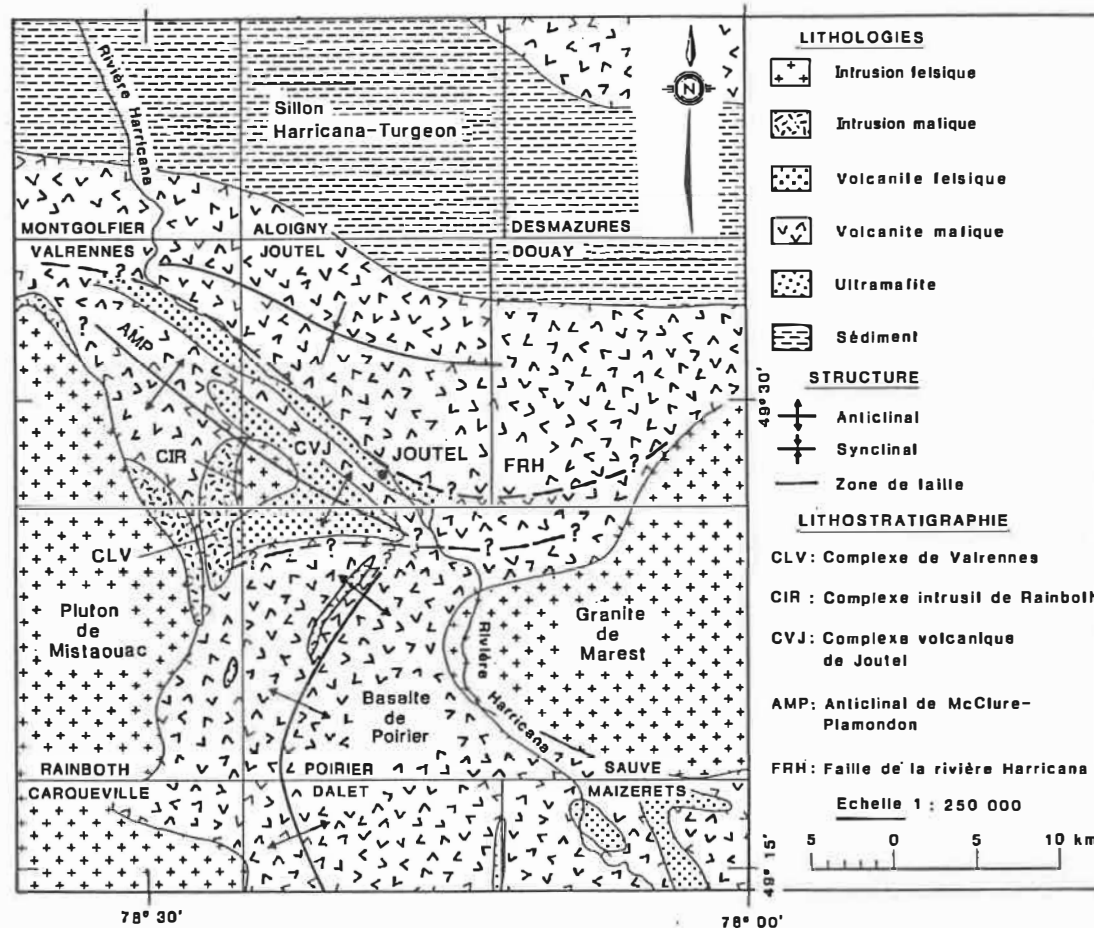 Rivière Harricana
Sillon
Harricana-Turgeon
N
MONTGOLFIER
ALOIGNY
DESMAZURES
VALRENNES
JOUTEL
DOUAY
?
?
AMP
CIR
CVJ
JOUTEL
FRH
?
?
?
CLV
?
?
?
?
Pluton
de
Mistaouac
Granite
de
Marest
Rivière Harricana
Basalte
de
Poirier
RAINBOTH
POIRIER
SAUVE
CARQUEVILLE
DALET
MAIZERETS
78° 30'
78° 00'
49° 30'
49° 15'
LITHOLOGIES
Intrusion felsique
Intrusion mafique
Volcanite felsique
Volcanite mafique
Ultramafite
Sédiment
STRUCTURE
Anticlinal
Synclinal
Zone de faille
LITHOSTRATIGRAPHIE
CLV: Complexe de Valrennes
CIR : Complexe intrusif de Rainboth
CVJ: Complexe volcanique
de Joutel
AMP: Anticlinal de McClure-
Plamondon
FRH: Faille de la rivière Harricana
Echelle 1 : 250 000
5 0 5 10 km